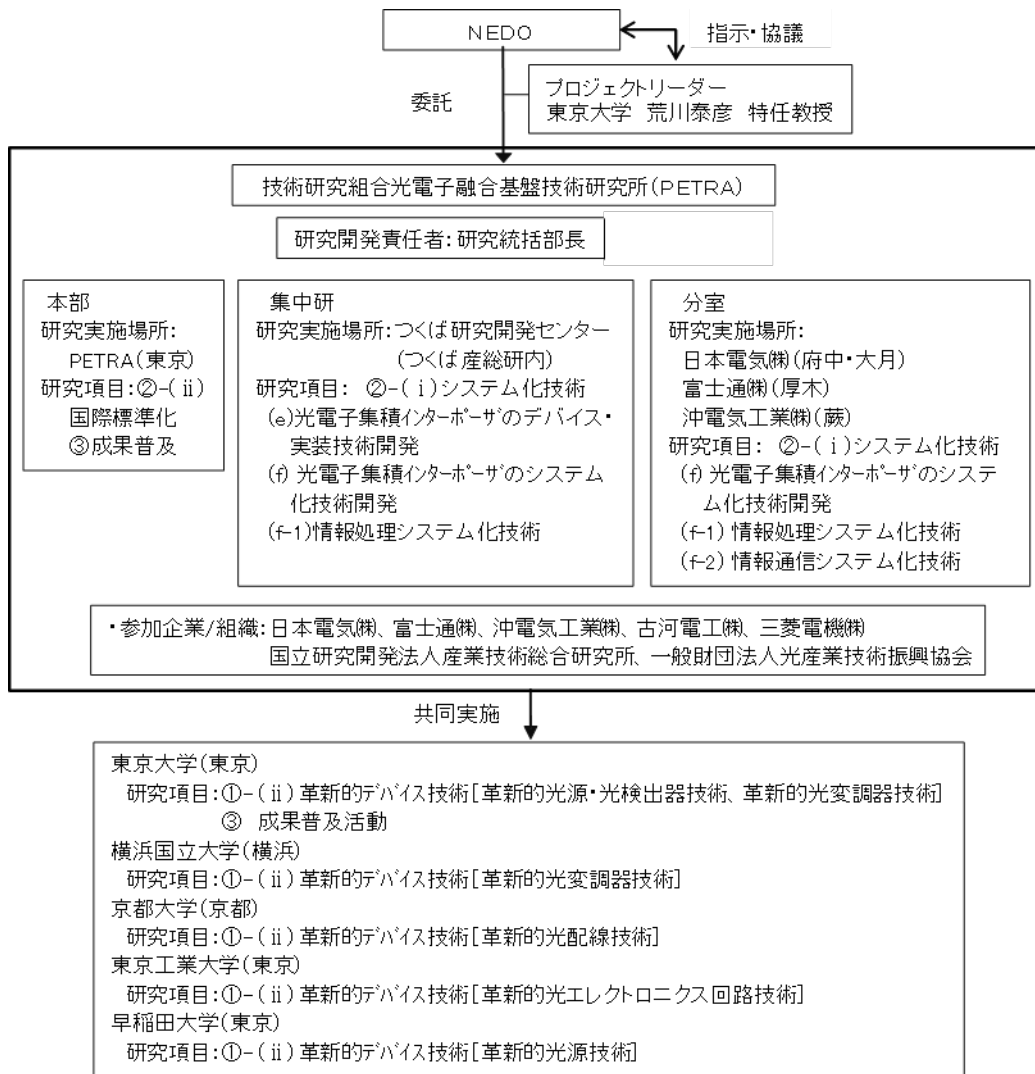 NEDO
指示・協議
プロジェクトリーダー
東京大学 荒川泰彦 特任教授
委託
技術研究組合光電子融合基盤技術研究所(PETRA)
研究開発責任者:研究統括部長
本部
研究実施場所:
PETRA(東京)
研究項目:②-(ⅱ)
国際標準化
③成果普及
集中研
研究実施場所:つくば研究開発センター
(つくば産総研内)
研究項目: ②-(ⅰ)システム化技術
(e)光電子集積インターポーザのデバイス・
実装技術開発
(f) 光電子集積インターポーザのシステム
化技術開発
(f-1)情報処理システム化技術
分室
研究実施場所:
日本電気㈱(府中・大月)
富士通㈱(厚木)
沖電気工業㈱(蕨)
研究項目: ②-(ⅰ)システム化技術
(f) 光電子集積インターポーザのシステ
ム化技術開発
(f-1) 情報処理システム化技術
(f-2) 情報通信システム化技術
・参加企業/組織:日本電気㈱、富士通㈱、沖電気工業㈱、古河電工㈱、三菱電機㈱
国立研究開発法人産業技術総合研究所、一般財団法人光産業技術振興協会
共同実施
東京大学(東京)
研究項目:①-(ⅱ)革新的デバイス技術[革新的光源・光検出器技術、革新的光変調器技術]
③ 成果普及活動
横浜国立大学(横浜)
研究項目:①-(ⅱ)革新的デバイス技術[革新的光変調器技術]
京都大学(京都)
研究項目:①-(ⅱ)革新的デバイス技術[革新的光配線技術]
東京工業大学(東京)
研究項目:①-(ⅱ)革新的デバイス技術[革新的光エレクトロニクス回路技術]
早稲田大学(東京)
研究項目:①-(ⅱ)革新的デバイス技術[革新的光源技術]